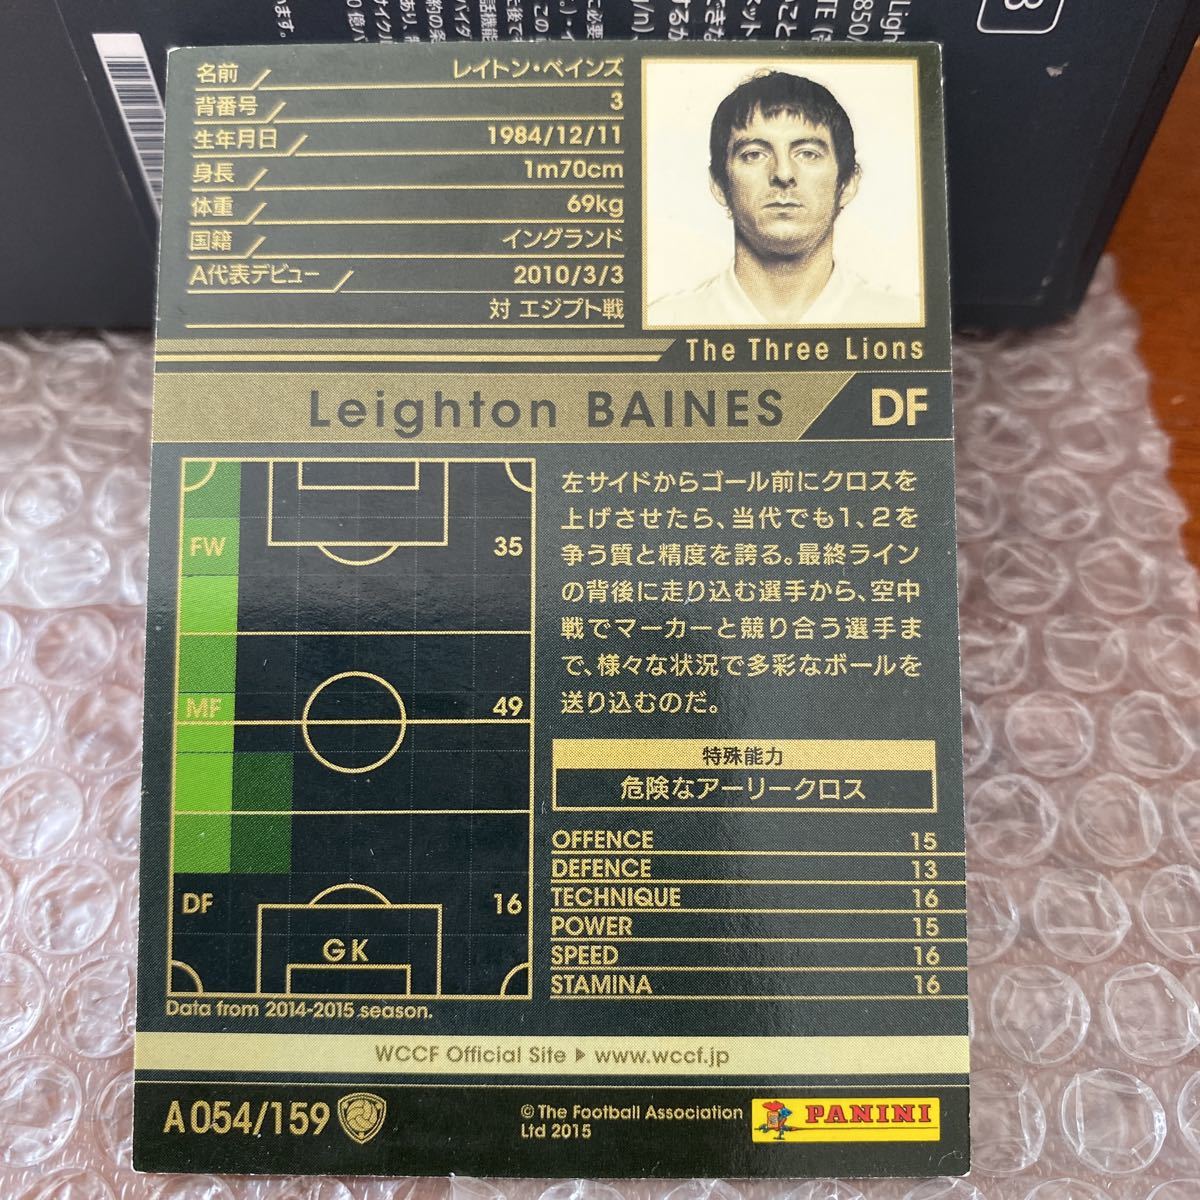 名前 レイトン・ベインズ
背番号 3
生年月日 1984/12/11
身長 1m70cm
体重 69kg
国籍 イングランド
A代表デビュー 2010/3/3
対 エジプト戦
The Three Lions
Leighton BAINES DF
FW 35
MF 49
DF 16
GK
Data from 2014-2015 season.
左サイドからゴール前にクロスを
上げさせたら、当代でも1、2を
争う質と精度を誇る。最終ライン
の背後に走り込む選手から、空中
戦でマーカーと競り合う選手ま
で、様々な状況で多彩なボールを
送り込むのだ。
特殊能力
危険なアーリークロス
OFFENCE 15
DEFENCE 13
TECHNIQUE 16
POWER 15
SPEED 16
STAMINA 16
WCCF Official Site ▶ www.wccf.jp
A054/159
© The Football Association
Ltd 2015
PANINI